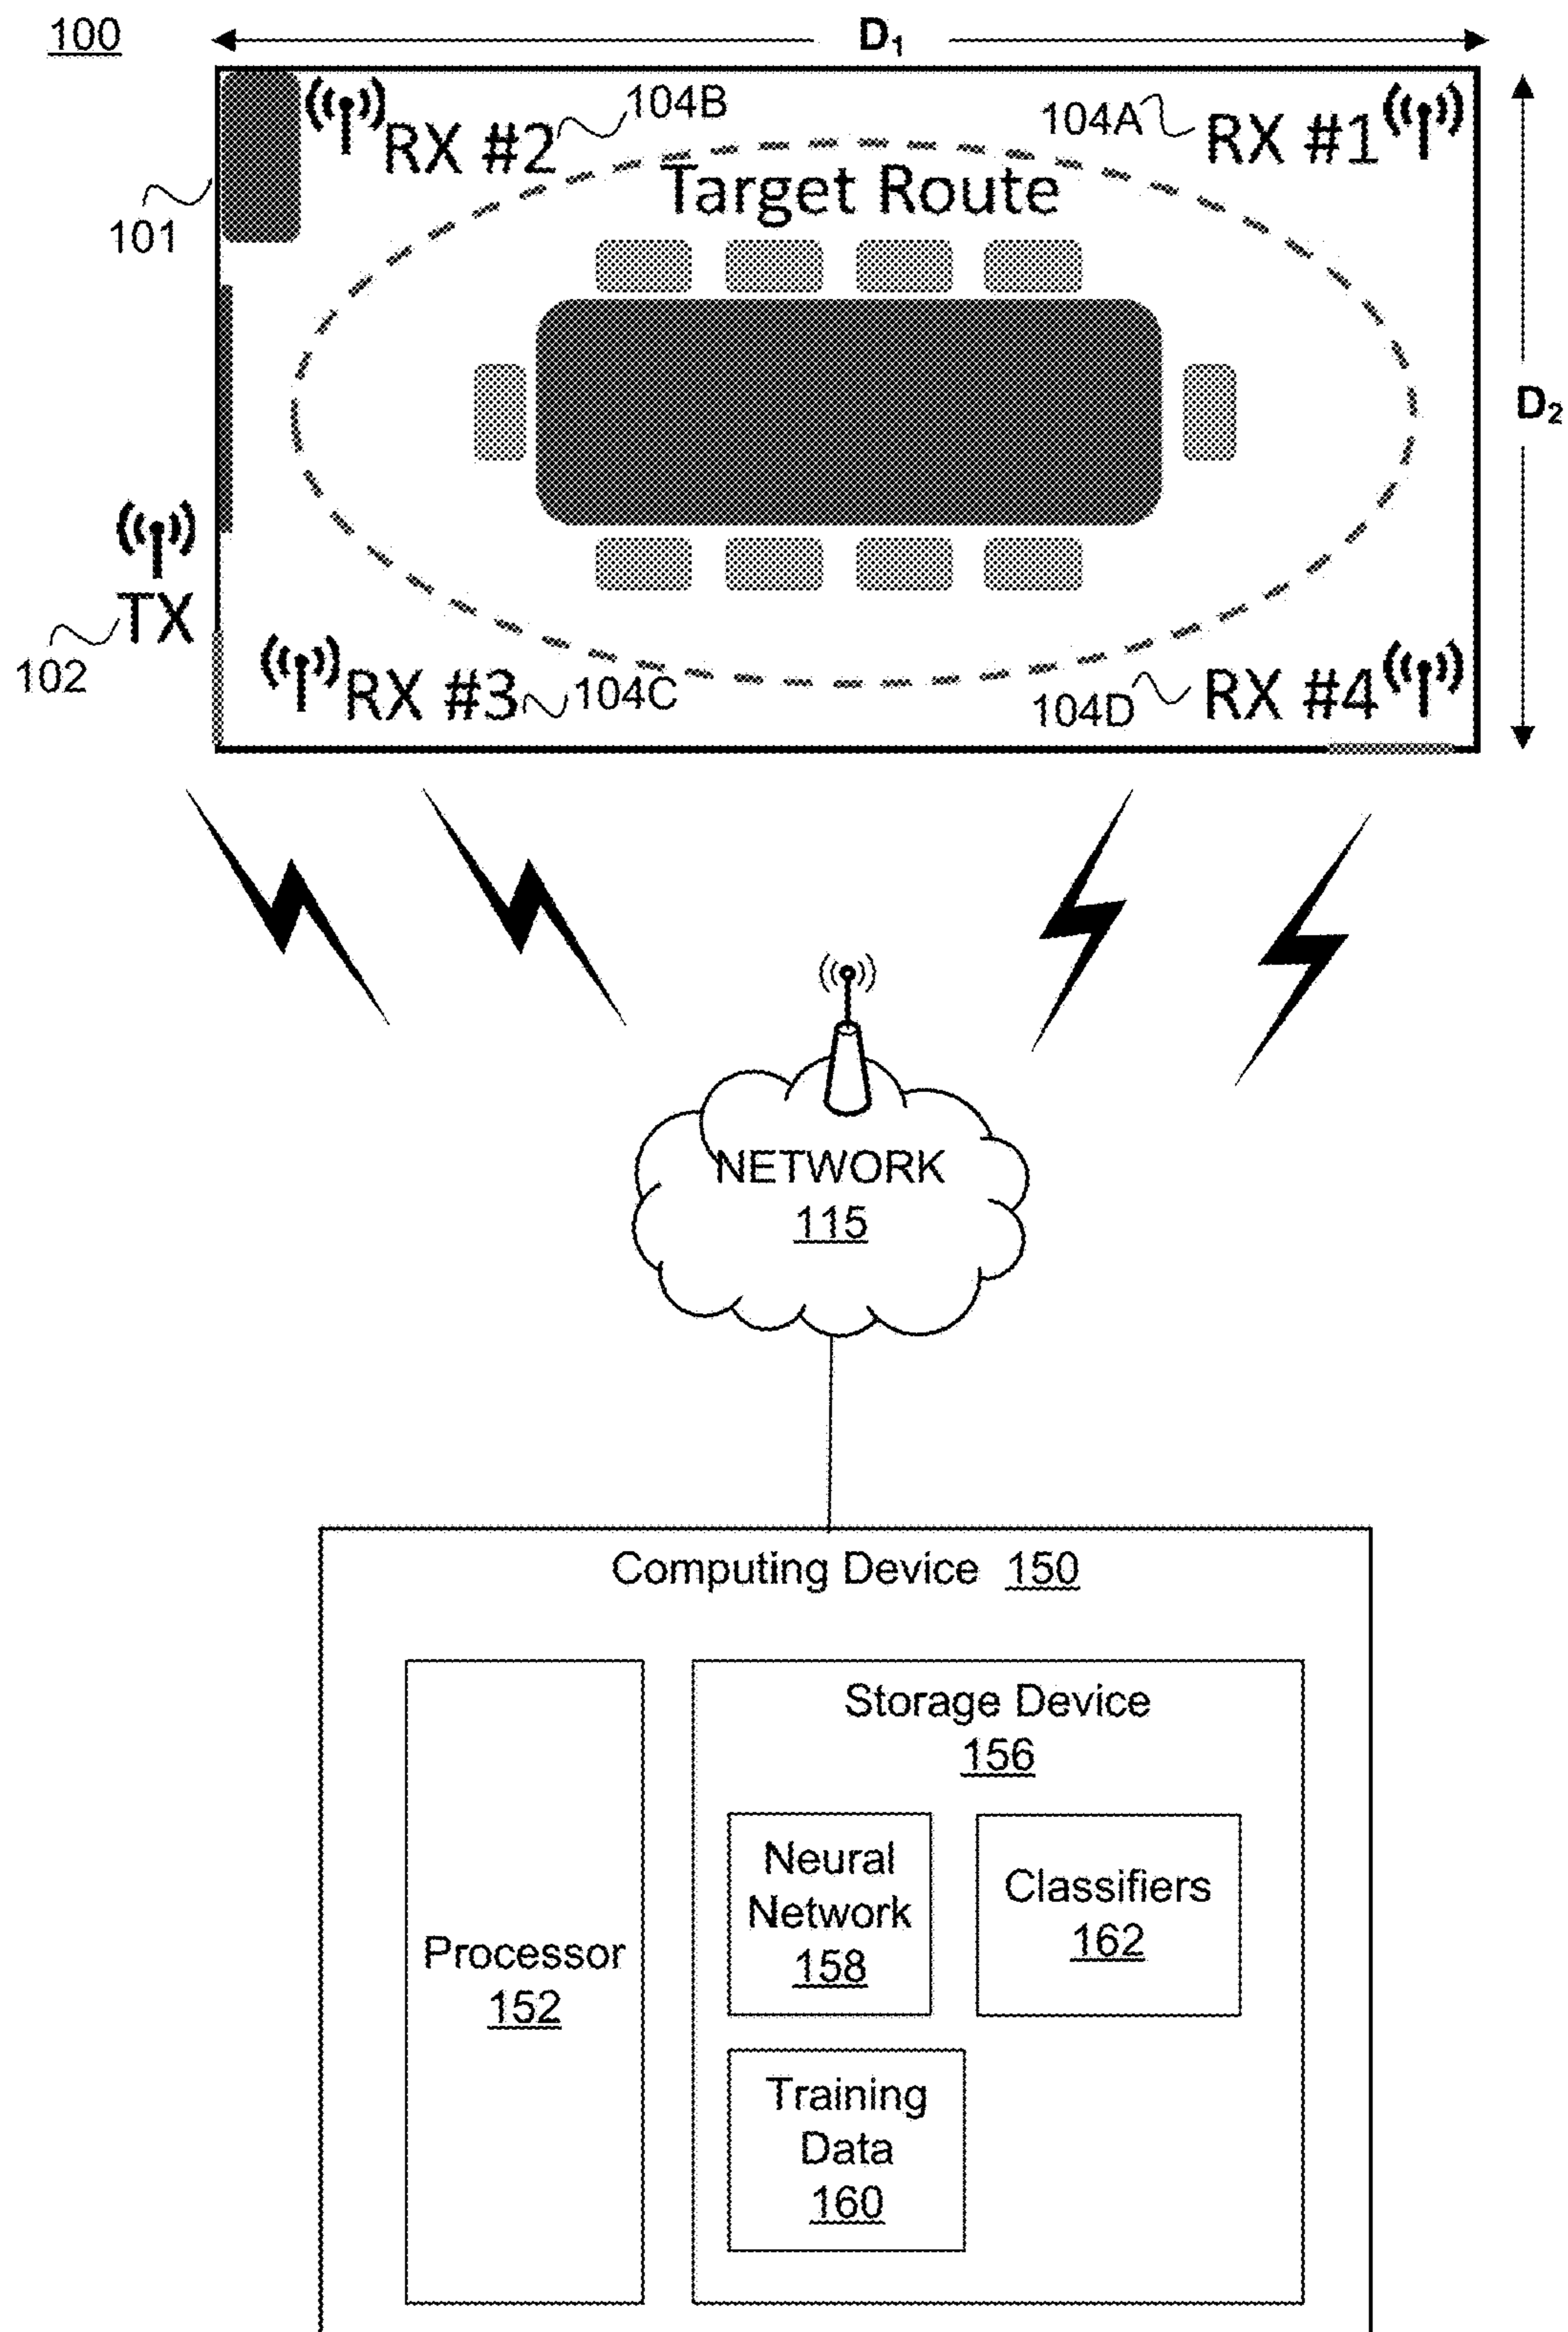 100
D₁
RX #2
104B
104A
RX #1
Target Route
101
D₂
TX
102
RX #3
104C
104D
RX #4
NETWORK
115
Computing Device 150
Storage Device
156
Neural
Network
158
Classifiers
162
Processor
152
Training
Data
160